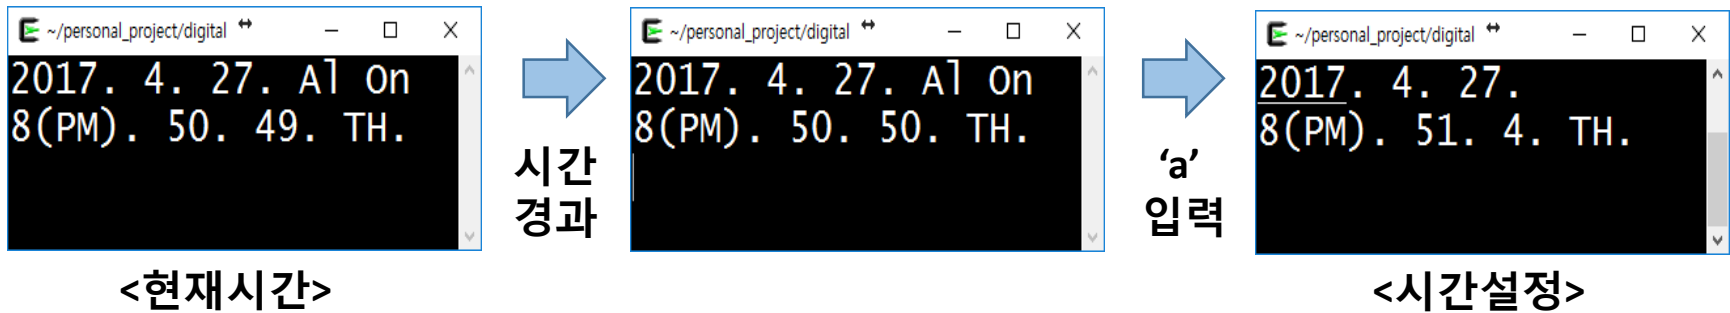 ~/personal_project/digital
2017. 4. 27. Al On
8(PM). 50. 49. TH.
<현재시간>
시간
경과
~/personal_project/digital
2017. 4. 27. Al On
8(PM). 50. 50. TH.
‘a’
입력
~/personal_project/digital
2017. 4. 27.
8(PM). 51. 4. TH.
<시간설정>